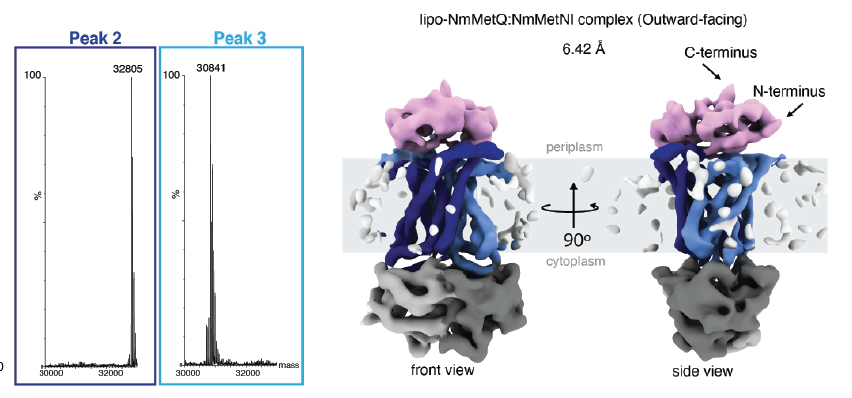 Peak 2
Peak 3
100
32805
%
30000
32000
100
30841
%
30000
32000
mass
lipo-NmMetQ:NmMetNI complex (Outward-facing)
6.42 Å
C-terminus
N-terminus
periplasm
90º
cytoplasm
front view
side view